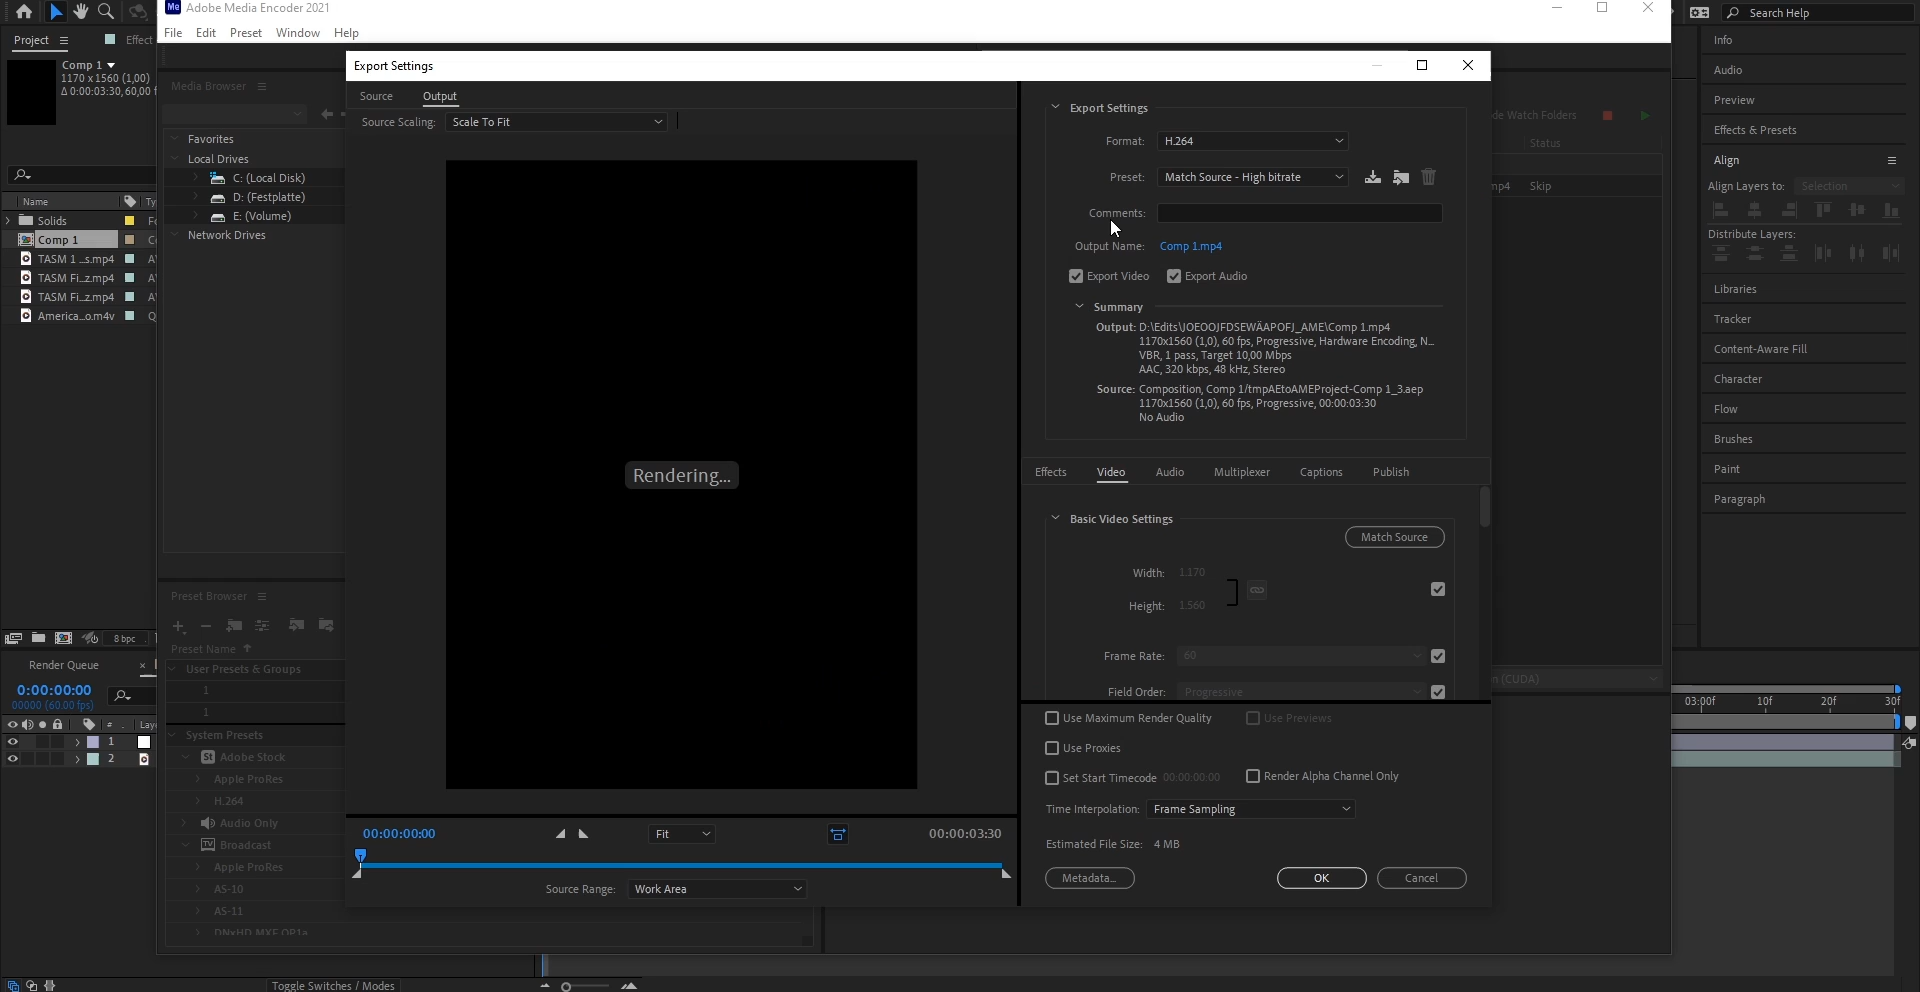 Search Help
Project
Effect
Comp 1
1170 x 1560 (1,00)
Δ 0:00:03:30, 60,00 f
Name
Ty
Solids
Comp 1
TASM 1 ...s.mp4
TASM Fi...z.mp4
TASM Fi...z.mp4
America...o.m4v
8 bpc
Render Queue
0:00:00:00
00000 (60.00 fps)
#
Laye
1
2
Toggle Switches / Modes
Me Adobe Media Encoder 2021
File Edit Preset Window Help
Media Browser
Favorites
Local Drives
C: (Local Disk)
D: (Festplatte)
E: (Volume)
Network Drives
Preset Browser
Preset Name
User Presets & Groups
1
1
System Presets
St Adobe Stock
Apple ProRes
H.264
Audio Only
TV Broadcast
Apple ProRes
AS-10
AS-11
DNxHD MXF OP1a
Export Settings
Source Output
Source Scaling: Scale To Fit
Rendering...
00:00:00:00 Fit 00:00:03:30
Source Range: Work Area
Export Settings
Format: H.264
Preset: Match Source - High bitrate
Comments:
Output Name: Comp 1.mp4
Export Video Export Audio
Summary
Output: D:\Edits\JOEOOJFDSEWÄAPOFJ_AME\Comp 1.mp4
1170x1560 (1,0), 60 fps, Progressive, Hardware Encoding, N...
VBR, 1 pass, Target 10,00 Mbps
AAC, 320 kbps, 48 kHz, Stereo
Source: Composition, Comp 1/tmpAEtoAMEProject-Comp 1_3.aep
1170x1560 (1,0), 60 fps, Progressive, 00:00:03:30
No Audio
Effects Video Audio Multiplexer Captions Publish
Basic Video Settings
Match Source
Width: 1.170
Height: 1.560
Frame Rate: 60
Field Order: Progressive
Use Maximum Render Quality Use Previews
Use Proxies
Set Start Timecode 00:00:00:00 Render Alpha Channel Only
Time Interpolation: Frame Sampling
Estimated File Size: 4 MB
Metadata... OK Cancel
de Watch Folders
Status
mp4 Skip
n (CUDA)
Info
Audio
Preview
Effects & Presets
Align
Align Layers to: Selection
Distribute Layers:
Libraries
Tracker
Content-Aware Fill
Character
Flow
Brushes
Paint
Paragraph
03:00f 10f 20f 30f